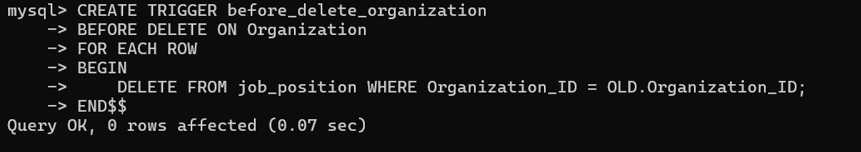 mysql> CREATE TRIGGER before_delete_organization
    -> BEFORE DELETE ON Organization
    -> FOR EACH ROW
    -> BEGIN
    ->     DELETE FROM job_position WHERE Organization_ID = OLD.Organization_ID;
    -> END$$
Query OK, 0 rows affected (0.07 sec)